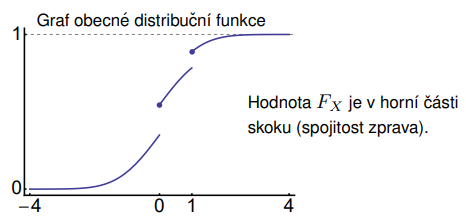 Graf obecné distribuční funkce
1
Hodnota F_X je v horní části
skoku (spojitost zprava).
0
−4 0 1 4